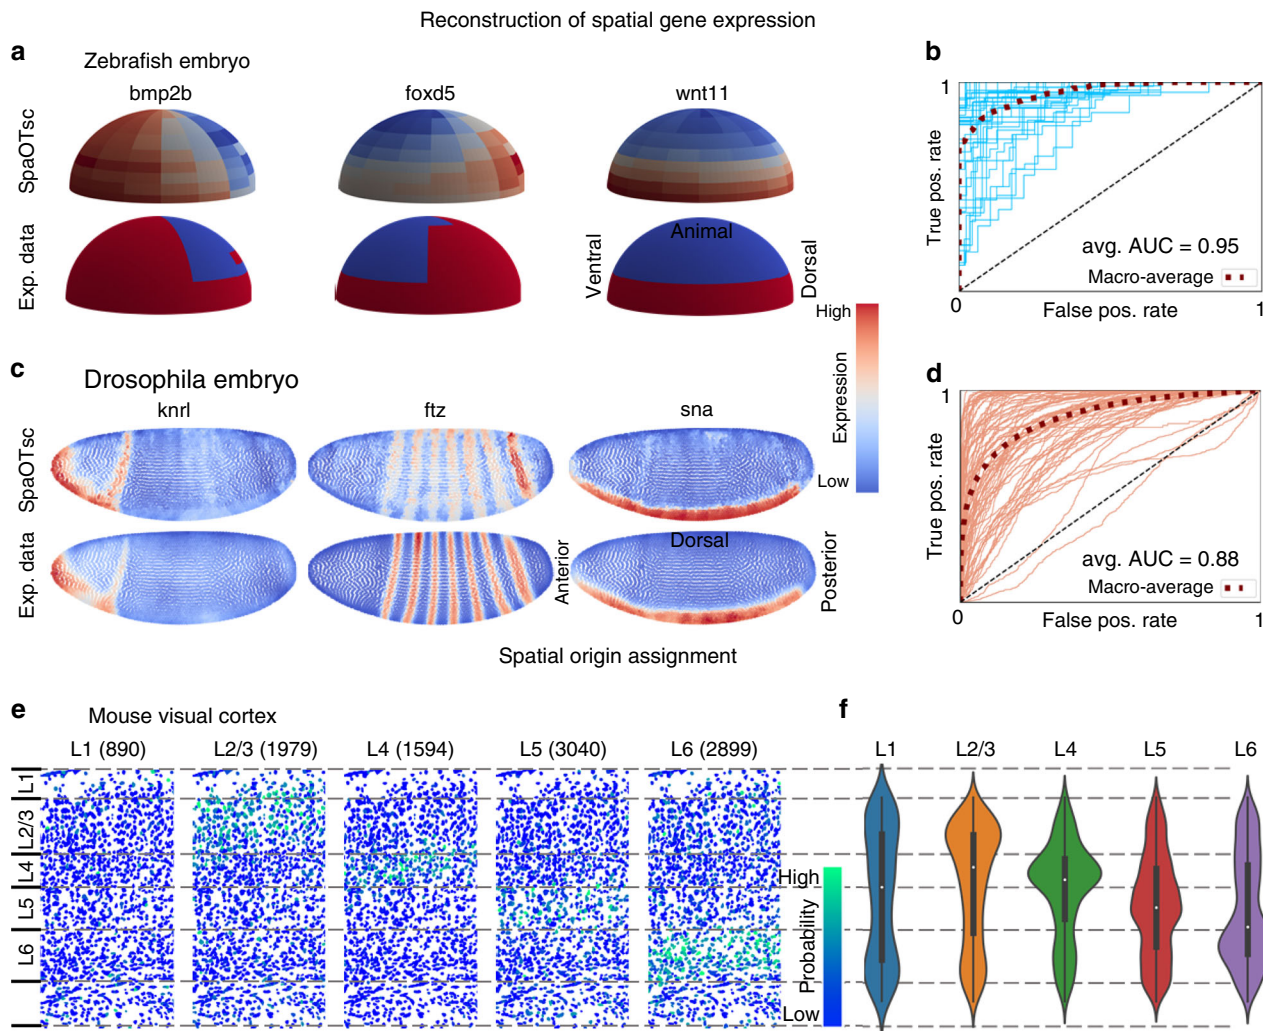 Reconstruction of spatial gene expression
a
Zebrafish embryo
bmp2b
foxd5
wnt11
SpaOTsc
Exp. data
Ventral
Animal
Dorsal
b
1
True pos. rate
avg. AUC = 0.95
Macro-average
0
False pos. rate
1
High
Expression
Low
c
Drosophila embryo
knrl
ftz
sna
SpaOTsc
Exp. data
Anterior
Dorsal
Posterior
d
1
True pos. rate
avg. AUC = 0.88
Macro-average
0
False pos. rate
1
Spatial origin assignment
e
Mouse visual cortex
L1 (890)
L2/3 (1979)
L4 (1594)
L5 (3040)
L6 (2899)
L1
L2/3
L4
L5
L6
High
Probability
Low
f
L1
L2/3
L4
L5
L6